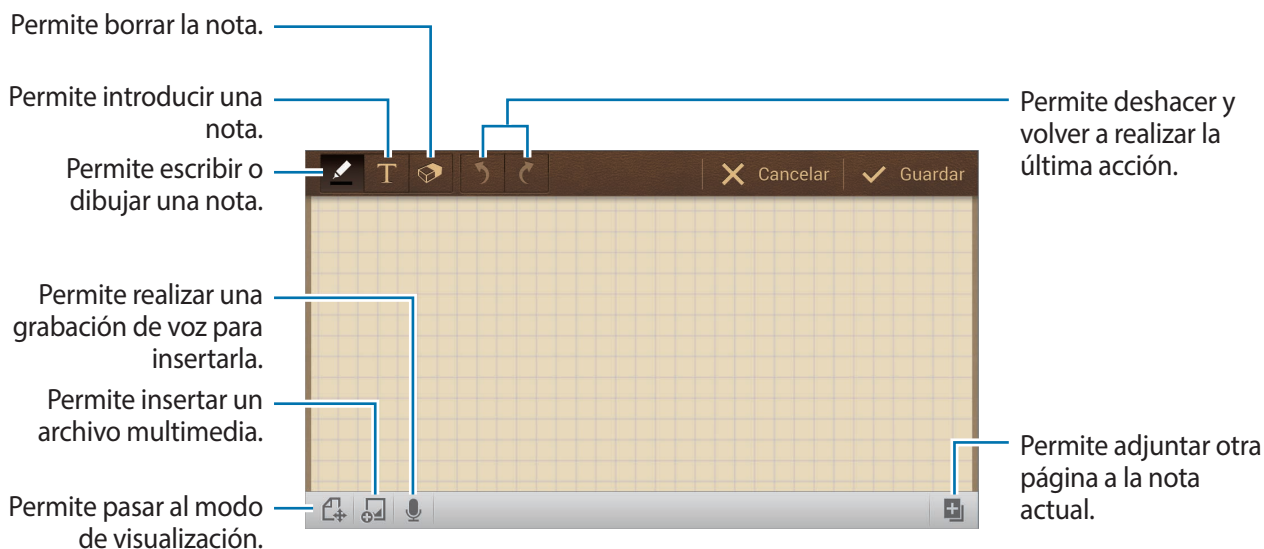 Permite borrar la nota.
Permite introducir una
nota.
Permite escribir o
dibujar una nota.
Permite realizar una
grabación de voz para
insertarla.
Permite insertar un
archivo multimedia.
Permite pasar al modo
de visualización.
T
Cancelar
Guardar
Permite deshacer y
volver a realizar la
última acción.
Permite adjuntar otra
página a la nota
actual.